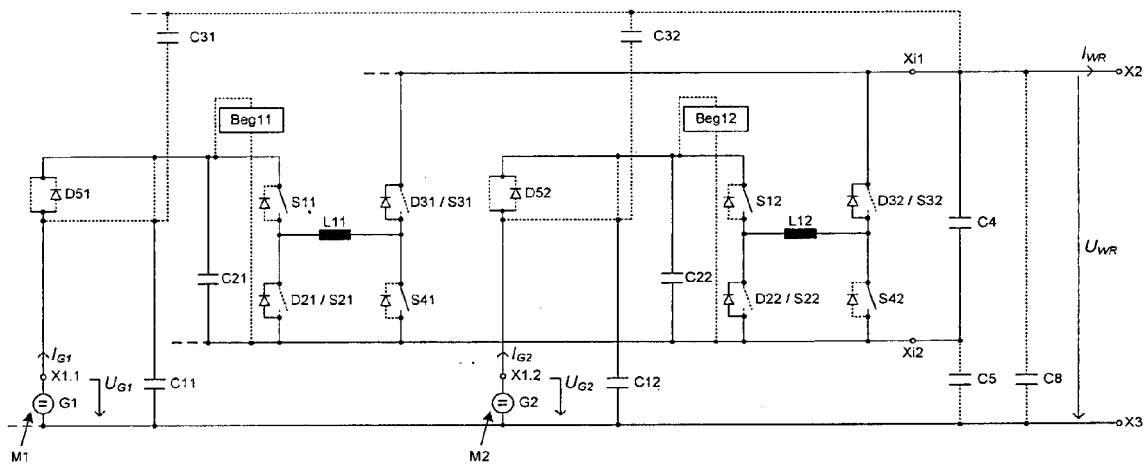 C31
C32
I_WR
Xi1
X2
Beg11
Beg12
D51
S11
D31 / S31
D52
S12
D32 / S32
L11
L12
C4
U_WR
C21
D21 / S21
S41
C22
D22 / S22
S42
Xi2
I_G1
I_G2
X1.1
U_G1
C11
X1.2
U_G2
C12
C5
C8
G1
G2
X3
M1
M2